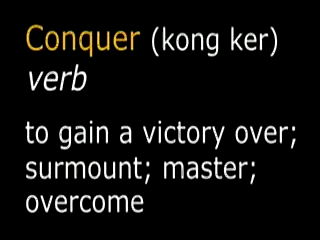 Conquer (kong ker)
verb
to gain a victory over;
surmount; master;
overcome